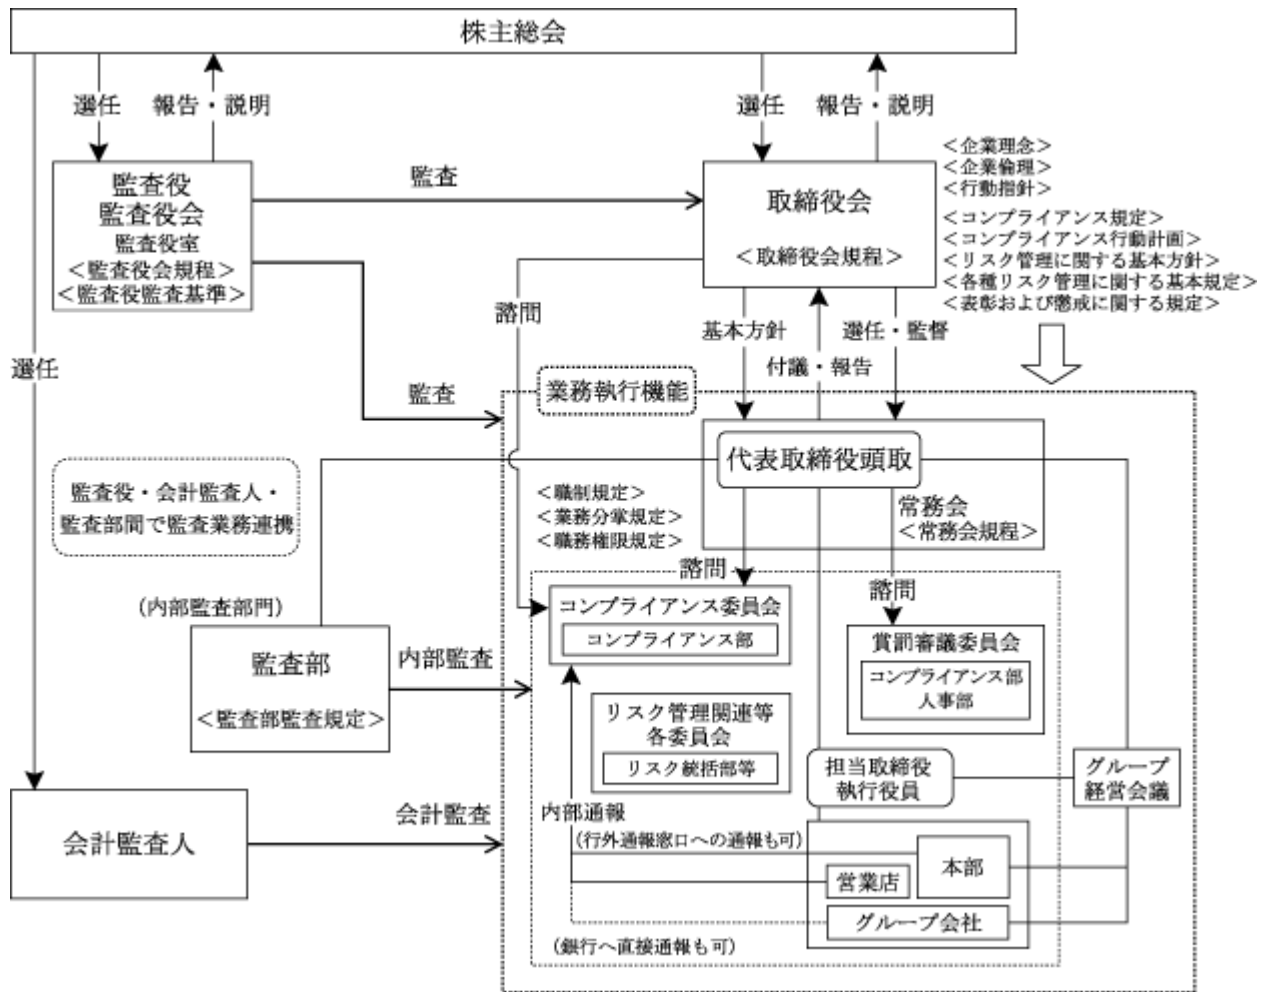 株主総会
選任
報告・説明
選任
報告・説明
監査役
監査役会
監査役室
<監査役会規程>
<監査役監査基準>
監査
取締役会
<取締役会規程>
<企業理念>
<企業倫理>
<行動指針>
<コンプライアンス規定>
<コンプライアンス行動計画>
<リスク管理に関する基本方針>
<各種リスク管理に関する基本規定>
<表彰および懲戒に関する規定>
諮問
基本方針
選任・監督
付議・報告
選任
監査
業務執行機能
代表取締役頭取
常務会
<常務会規程>
<職制規定>
<業務分掌規定>
<職務権限規定>
監査役・会計監査人・
監査部間で監査業務連携
諮問
諮問
(内部監査部門)
監査部
<監査部監査規定>
内部監査
コンプライアンス委員会
コンプライアンス部
賞罰審議委員会
コンプライアンス部
人事部
リスク管理関連等
各委員会
リスク統括部等
担当取締役
執行役員
グループ
経営会議
会計監査人
会計監査
内部通報
(行外通報窓口への通報も可)
本部
営業店
グループ会社
(銀行へ直接通報も可)